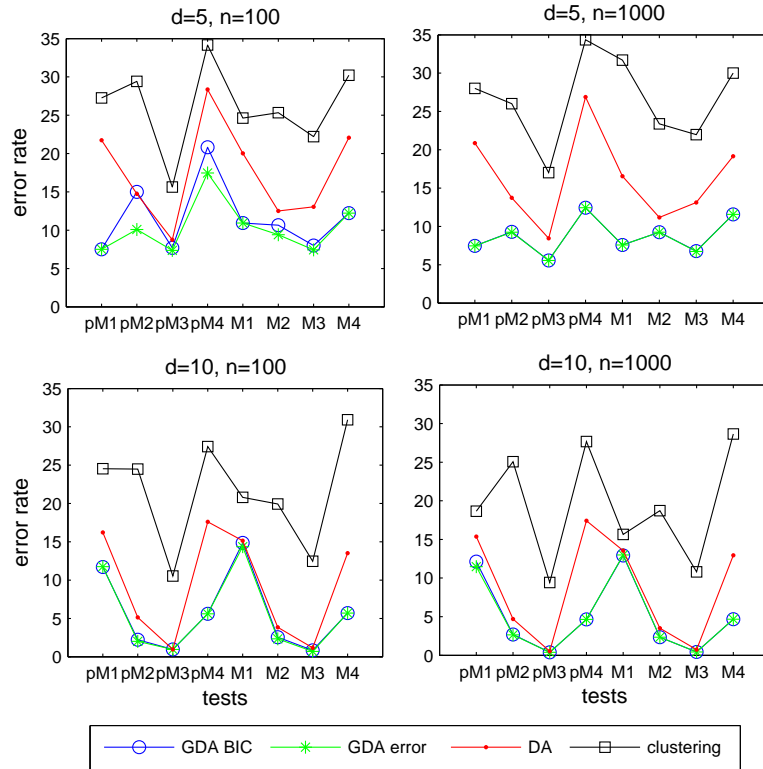 d=5, n=100
35
30
25
20
15
10
5
0
error rate
pM1 pM2 pM3 pM4 M1 M2 M3 M4
d=5, n=1000
35
30
25
20
15
10
5
0
pM1 pM2 pM3 pM4 M1 M2 M3 M4
d=10, n=100
35
30
25
20
15
10
5
0
error rate
pM1 pM2 pM3 pM4 M1 M2 M3 M4
tests
d=10, n=1000
35
30
25
20
15
10
5
0
pM1 pM2 pM3 pM4 M1 M2 M3 M4
tests
GDA BIC GDA error DA clustering